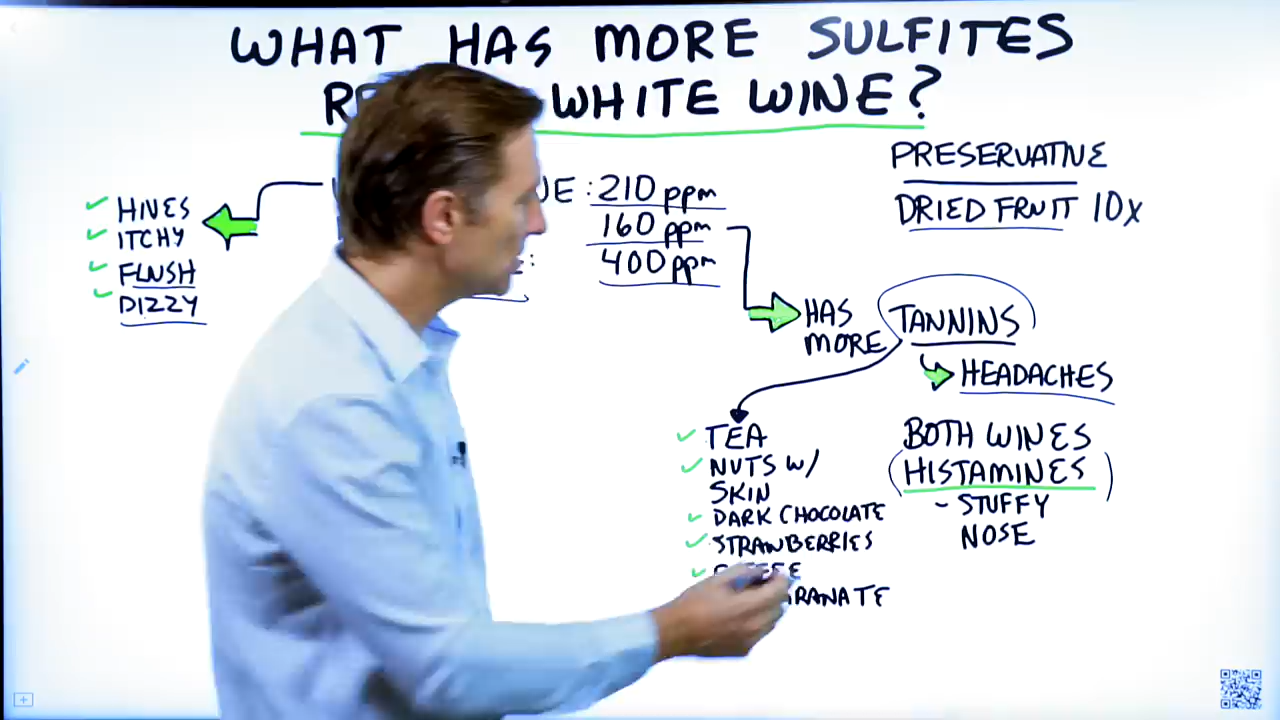 WHAT HAS MORE SULFITES
WHITE WINE?
PRESERVATIVE
DRIED FRUIT 10x
HIVES
ITCHY
FLUSH
DIZZY
: 210 ppm
160 ppm
: 400 ppm
HAS
MORE
TANNINS
HEADACHES
TEA
NUTS W/
SKIN
DARK CHOCOLATE
STRAWBERRIES
BOTH WINES
HISTAMINES
- STUFFY
NOSE